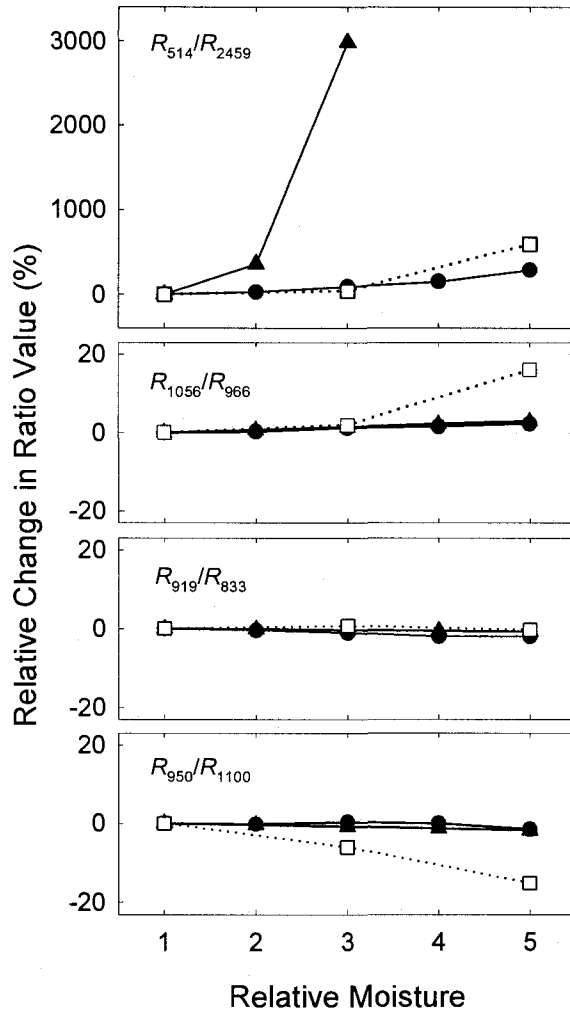 Relative Change in Ratio Value (%)
R514/R2459
3000
2000
1000
0
R1056/R966
20
0
-20
R919/R833
20
0
-20
R950/R1100
20
0
-20
1 2 3 4 5
Relative Moisture